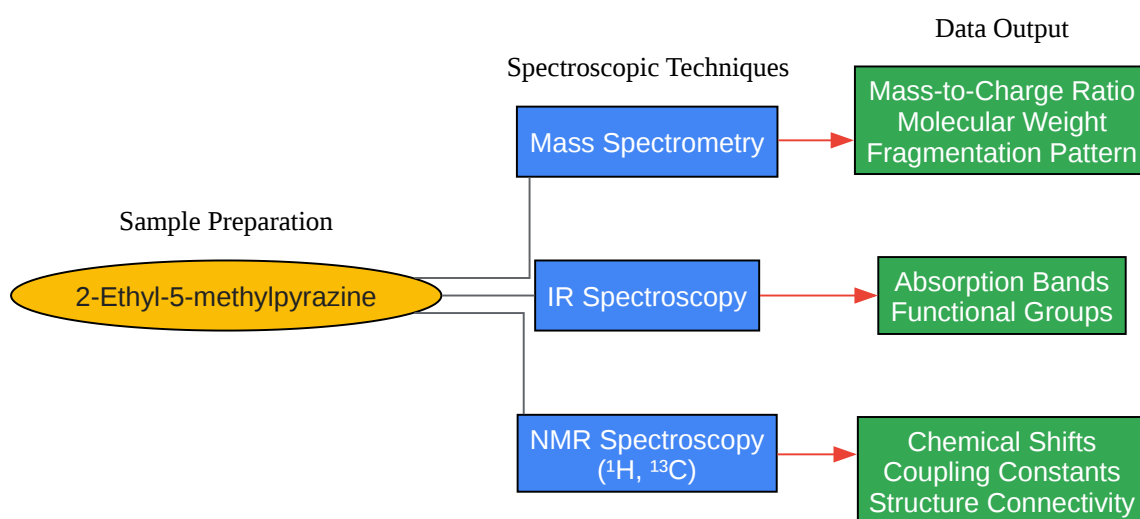 Data Output
Spectroscopic Techniques
Mass-to-Charge Ratio
Molecular Weight
Fragmentation Pattern
Mass Spectrometry
Sample Preparation
2-Ethyl-5-methylpyrazine
IR Spectroscopy
Absorption Bands
Functional Groups
NMR Spectroscopy
(¹H, ¹³C)
Chemical Shifts
Coupling Constants
Structure Connectivity